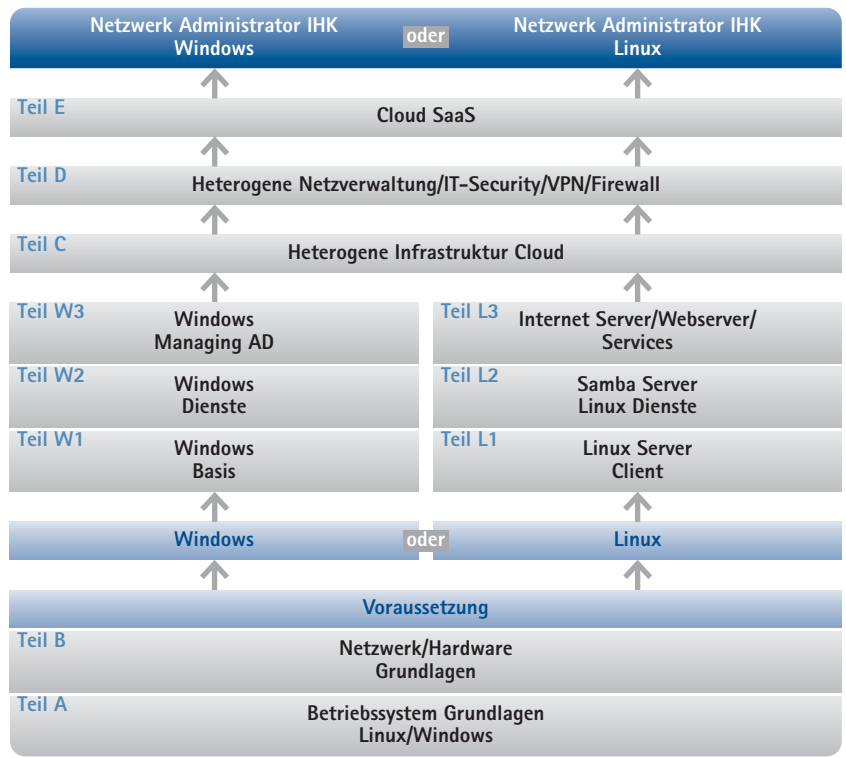 Netzwerk Administrator IHK
Windows
oder
Netzwerk Administrator IHK
Linux
Teil E
Cloud SaaS
Teil D
Heterogene Netzverwaltung/IT-Security/VPN/Firewall
Teil C
Heterogene Infrastruktur Cloud
Teil W3
Windows
Managing AD
Teil L3
Internet Server/Webserver/
Services
Teil W2
Windows
Dienste
Teil L2
Samba Server
Linux Dienste
Teil W1
Windows
Basis
Teil L1
Linux Server
Client
Windows
oder
Linux
Voraussetzung
Teil B
Netzwerk/Hardware
Grundlagen
Teil A
Betriebssystem Grundlagen
Linux/Windows